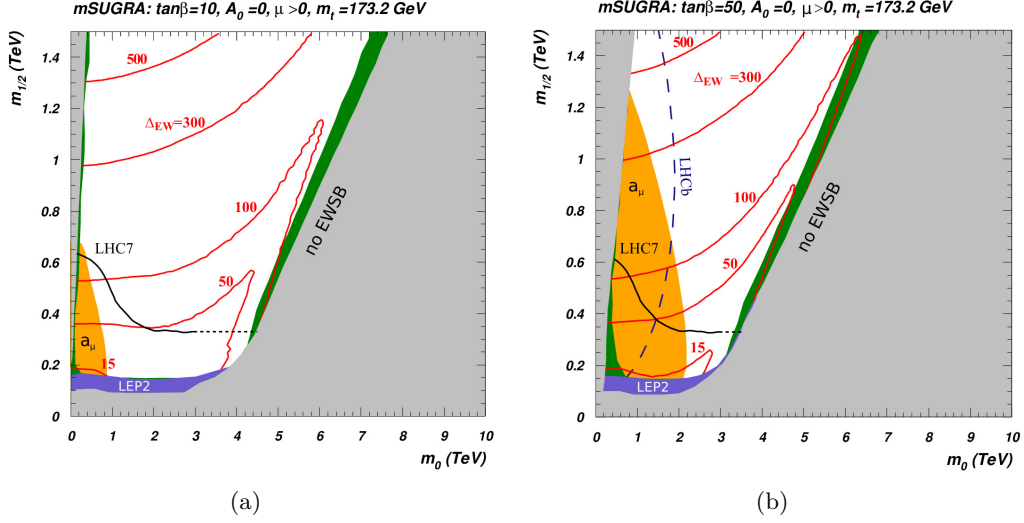 mSUGRA: tanβ=10, A₀ =0, μ >0, mₜ =173.2 GeV
m₁/₂ (TeV)
1.4
1.2
1
0.8
0.6
0.4
0.2
0
500
Δ_EW =300
100
50
15
LHC7
a_μ
LEP2
no EWSB
0 1 2 3 4 5 6 7 8 9 10
m₀ (TeV)
(a)
mSUGRA: tanβ=50, A₀ =0, μ>0, mₜ =173.2 GeV
m₁/₂ (TeV)
1.4
1.2
1
0.8
0.6
0.4
0.2
0
500
Δ_EW =300
100
50
15
LHCb
a_μ
LHC7
LEP2
no EWSB
0 1 2 3 4 5 6 7 8 9 10
m₀ (TeV)
(b)